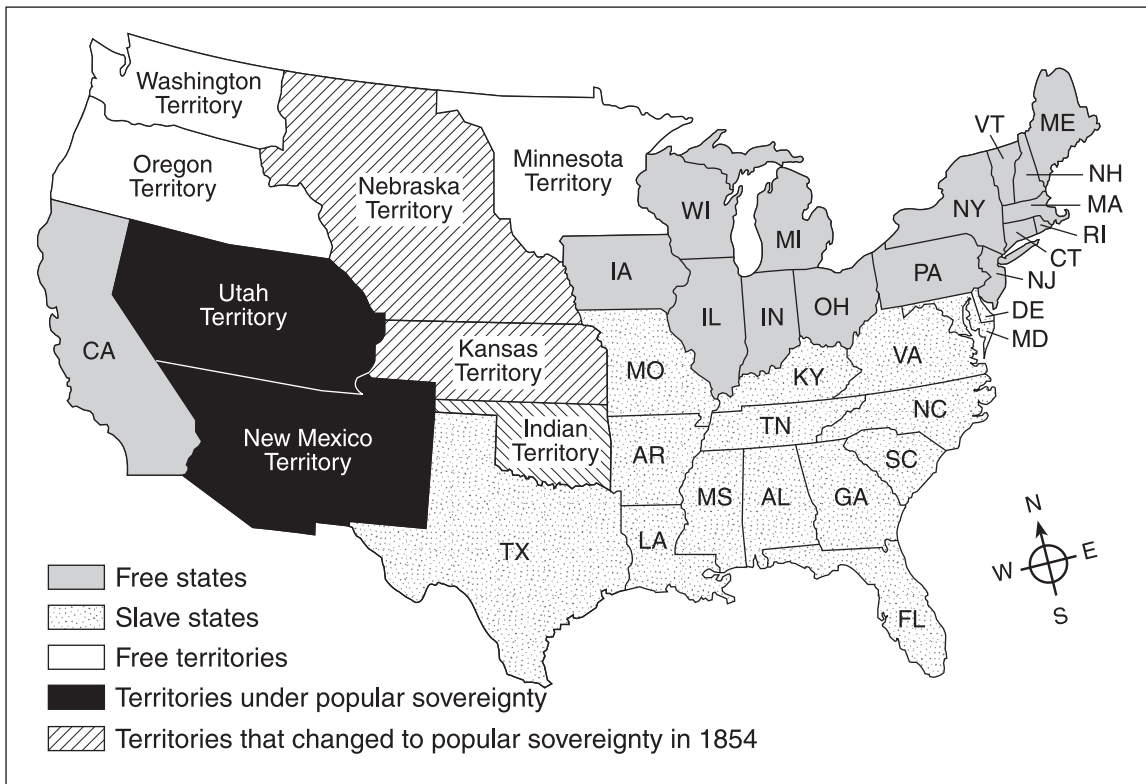 Washington
Territory
Oregon
Territory
Nebraska
Territory
Minnesota
Territory
VT
ME
NH
MA
RI
CT
NY
WI
MI
PA
NJ
DE
MD
IA
IL
IN
OH
Utah
Territory
CA
Kansas
Territory
MO
KY
VA
New Mexico
Territory
Indian
Territory
TN
NC
AR
SC
MS
AL
GA
TX
LA
FL
N
W
E
S
Free states
Slave states
Free territories
Territories under popular sovereignty
Territories that changed to popular sovereignty in 1854